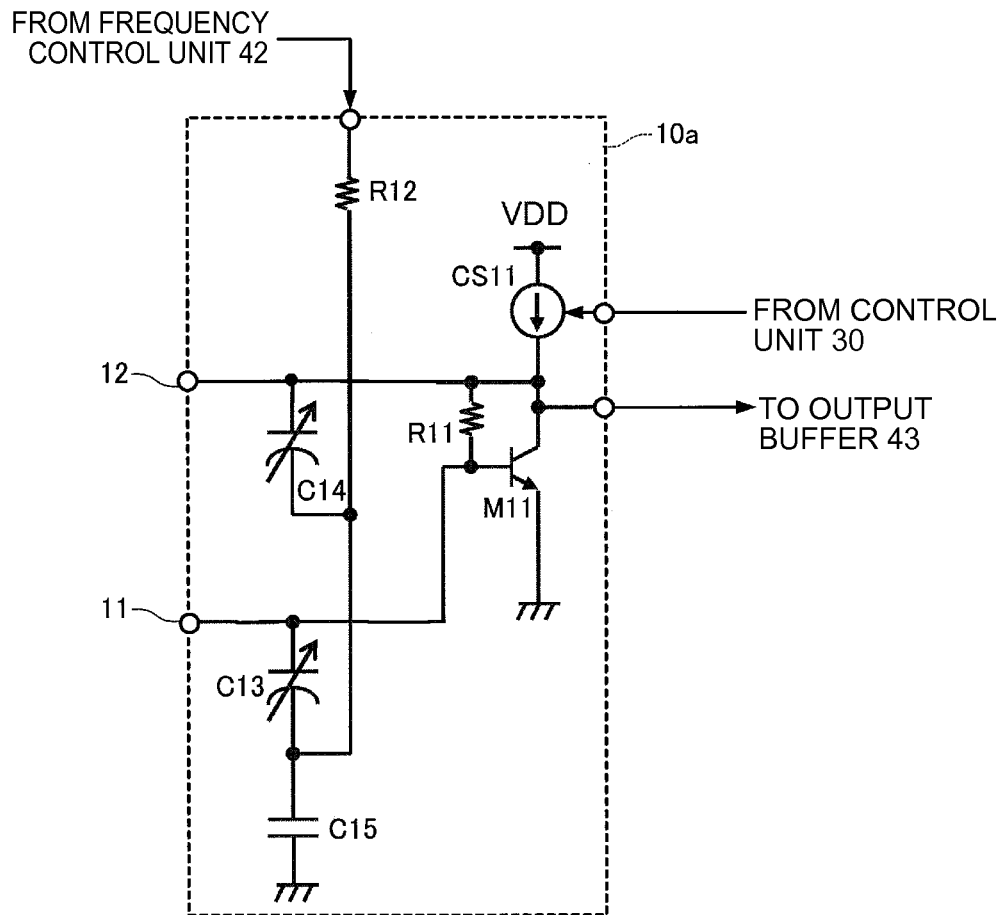 FROM FREQUENCY
CONTROL UNIT 42
10a
R12
VDD
CS11
FROM CONTROL
UNIT 30
12
R11
TO OUTPUT
BUFFER 43
C14
M11
11
C13
C15